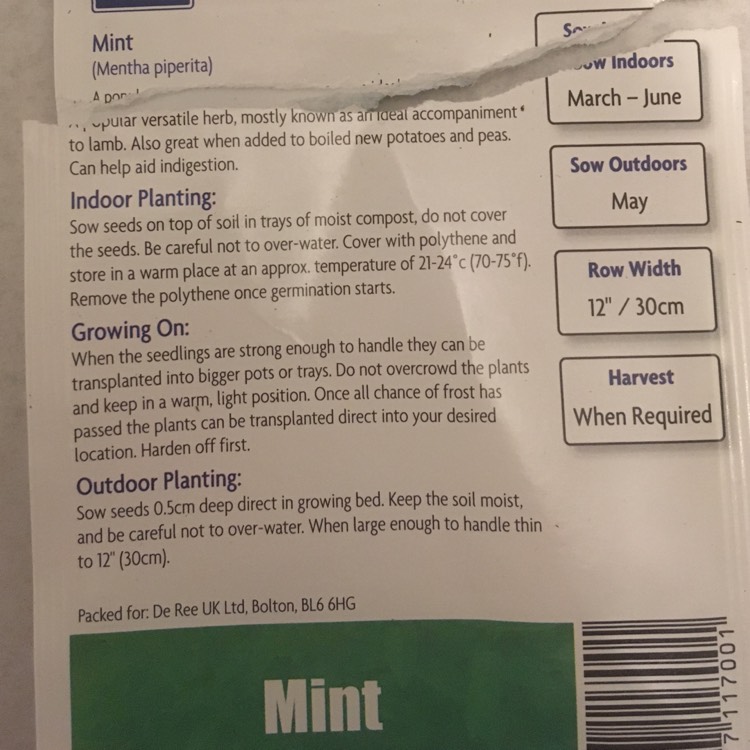 Mint
(Mentha piperita)
A
versatile herb, mostly known as an ideal accompaniment
to lamb. Also great when added to boiled new potatoes and peas.
Can help aid indigestion.
Indoor Planting:
Sow seeds on top of soil in trays of moist compost, do not cover
the seeds. Be careful not to over-water. Cover with polythene and
store in a warm place at an approx. temperature of 21-24°c (70-75°f).
Remove the polythene once germination starts.
Growing On:
When the seedlings are strong enough to handle they can be
transplanted into bigger pots or trays. Do not overcrowd the plants
and keep in a warm, light position. Once all chance of frost has
passed the plants can be transplanted direct into your desired
location. Harden off first.
Outdoor Planting:
Sow seeds 0.5cm deep direct in growing bed. Keep the soil moist,
and be careful not to over-water. When large enough to handle thin
to 12" (30cm).
Packed for: De Ree UK Ltd, Bolton, BL6 6HG
Mint
Indoors
March – June
Sow Outdoors
May
Row Width
12" / 30cm
Harvest
When Required
7117001